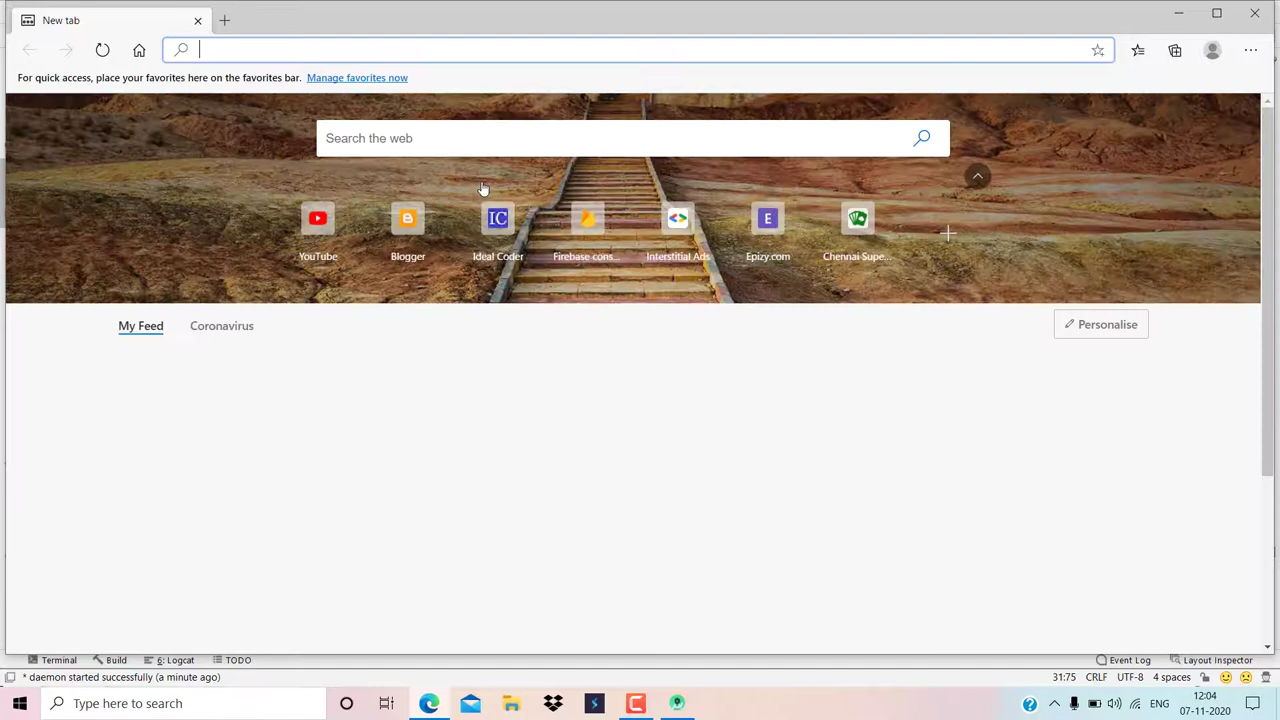 New tab
For quick access, place your favorites here on the favorites bar. Manage favorites now
Search the web
IC
E
YouTube
Blogger
Ideal Coder
Firebase cons...
Interstitial Ads
Epizy.com
Chennai Supe...
My Feed
Coronavirus
Personalise
Terminal
Build
6: Logcat
TODO
Event Log
Layout Inspector
* daemon started successfully (a minute ago)
31:75
CRLF
UTF-8
4 spaces
Type here to search
ENG
12:04
07-11-2020